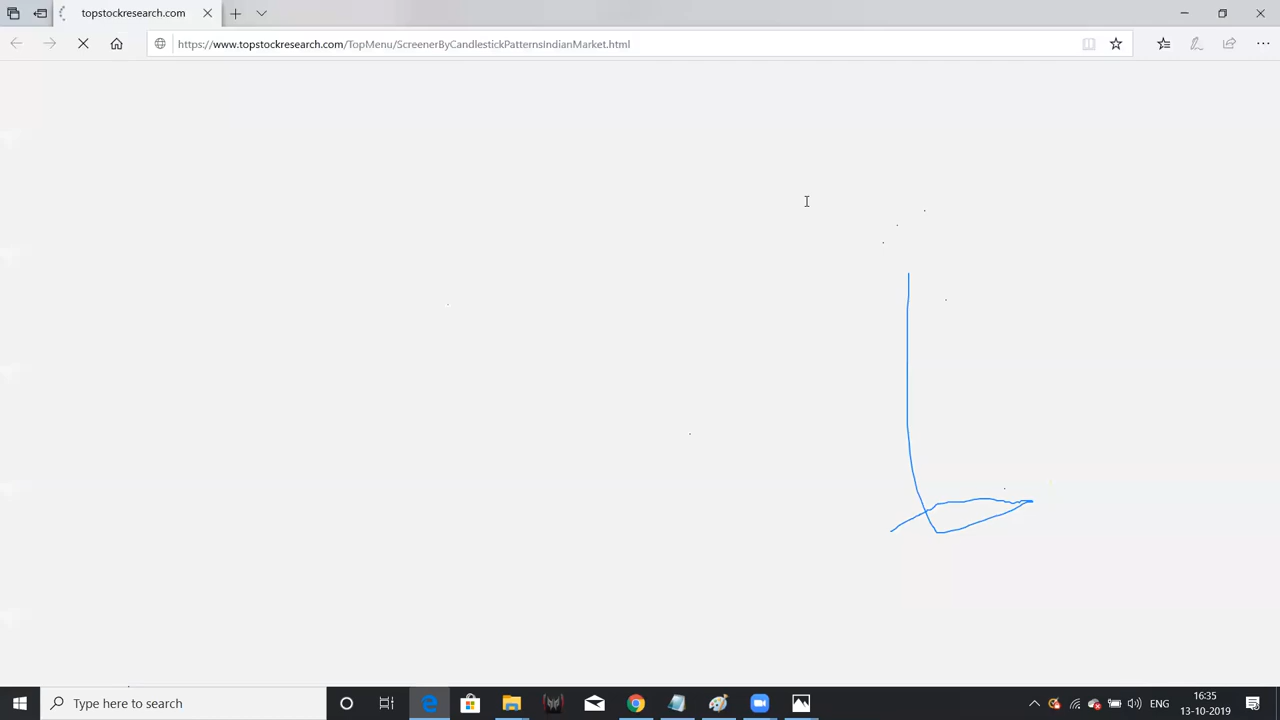 topstockresearch.com
https://www.topstockresearch.com/TopMenu/ScreenerByCandlestickPatternsIndianMarket.html
Type here to search
ENG
16:35
13-10-2019